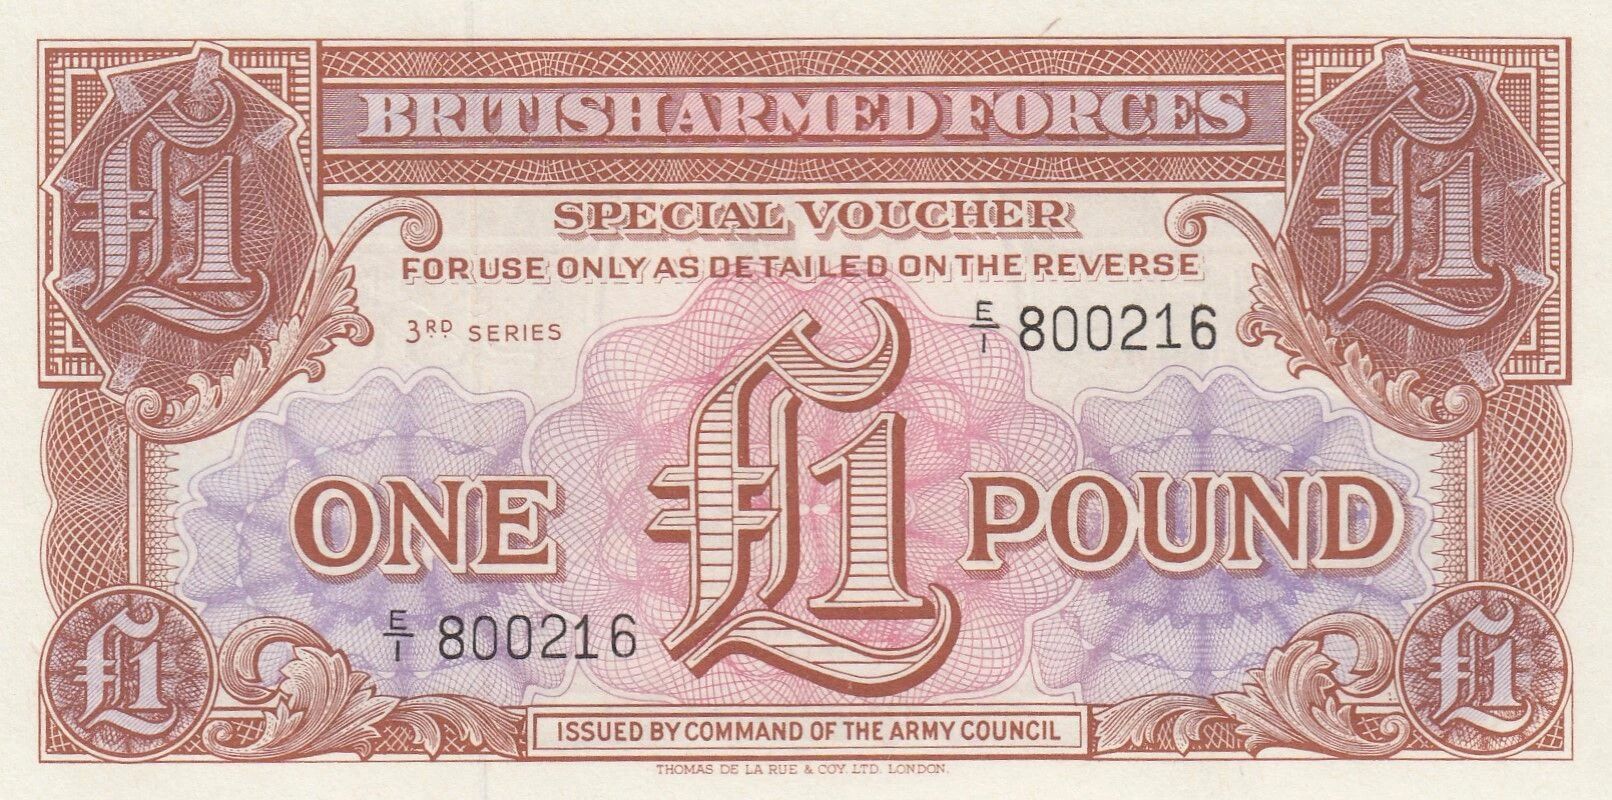 £1 BRITISH ARMED FORCES £1
SPECIAL VOUCHER
FOR USE ONLY AS DETAILED ON THE REVERSE
3RD SERIES E/1 800216
ONE £1 POUND
E/1 800216
£1 ISSUED BY COMMAND OF THE ARMY COUNCIL £1
THOMAS DE LA RUE & COY. LTD. LONDON.